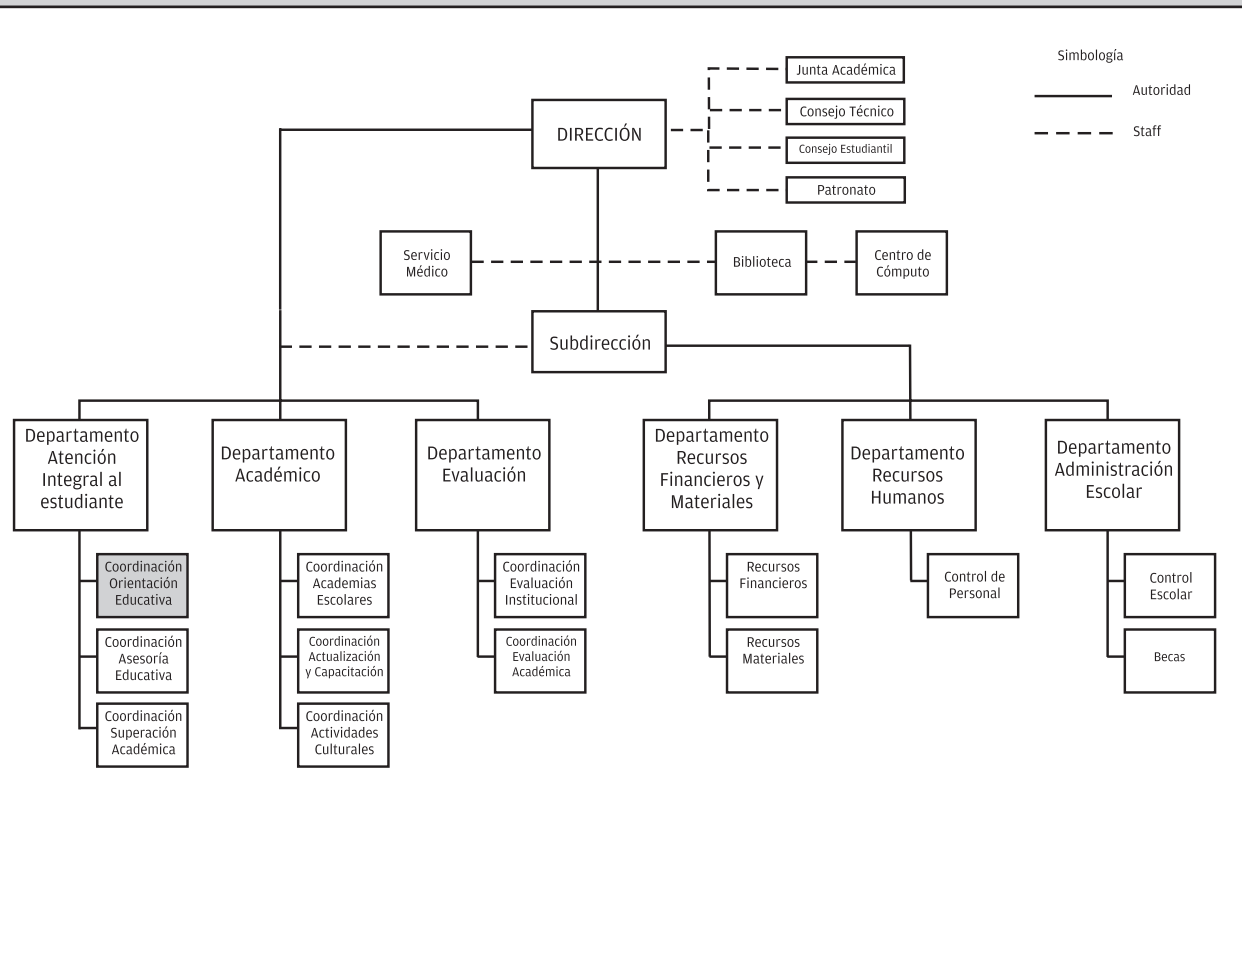 Simbología
Autoridad
Staff
Junta Académica
Consejo Técnico
Consejo Estudiantil
Patronato
DIRECCIÓN
Servicio
Médico
Biblioteca
Centro de
Cómputo
Subdirección
Departamento
Atención
Integral al
estudiante
Departamento
Académico
Departamento
Evaluación
Departamento
Recursos
Financieros y
Materiales
Departamento
Recursos
Humanos
Departamento
Administración
Escolar
Coordinación
Orientación
Educativa
Coordinación
Asesoría
Educativa
Coordinación
Superación
Académica
Coordinación
Academias
Escolares
Coordinación
Actualización
y Capacitación
Coordinación
Actividades
Culturales
Coordinación
Evaluación
Institucional
Coordinación
Evaluación
Académica
Recursos
Financieros
Recursos
Materiales
Control de
Personal
Control
Escolar
Becas